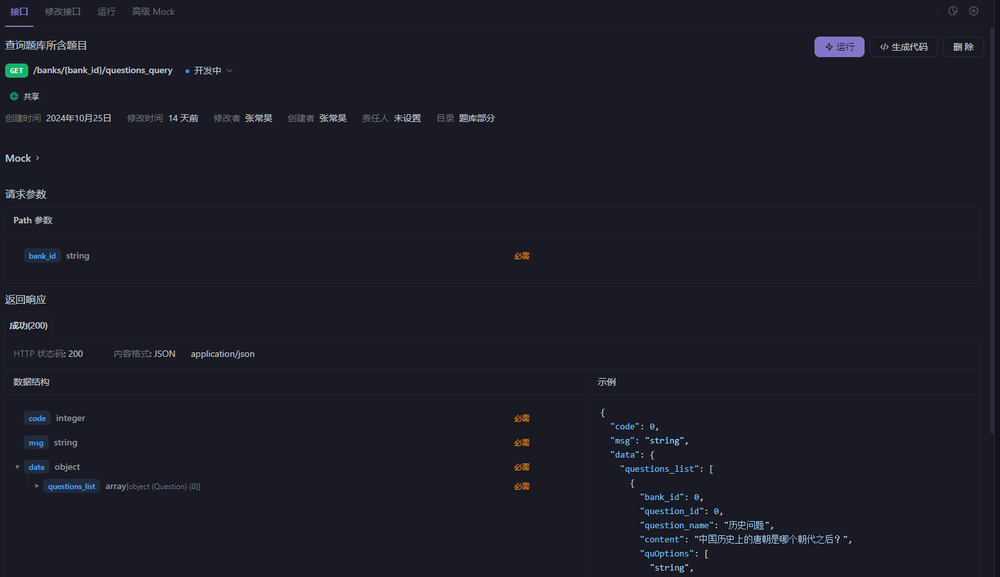 接口 修改接口 运行 高级 Mock
查询题库所含题目
运行 生成代码 删 除
GET /banks/{bank_id}/questions_query 开发中
共享
创建时间 2024年10月25日 修改时间 14 天前 修改者 张常昊 创建者 张常昊 责任人 未设置 目录 题库部分
Mock
请求参数
Path 参数
bank_id string 必需
返回响应
成功(200)
HTTP 状态码: 200 内容格式: JSON application/json
数据结构
code integer 必需
msg string 必需
data object 必需
questions_list array[object (Question) {8}] 必需
示例
{
"code": 0,
"msg": "string",
"data": {
"questions_list": [
{
"bank_id": 0,
"question_id": 0,
"question_name": "历史问题",
"content": "中国历史上的唐朝是哪个朝代之后？",
"quOptions": [
"string",